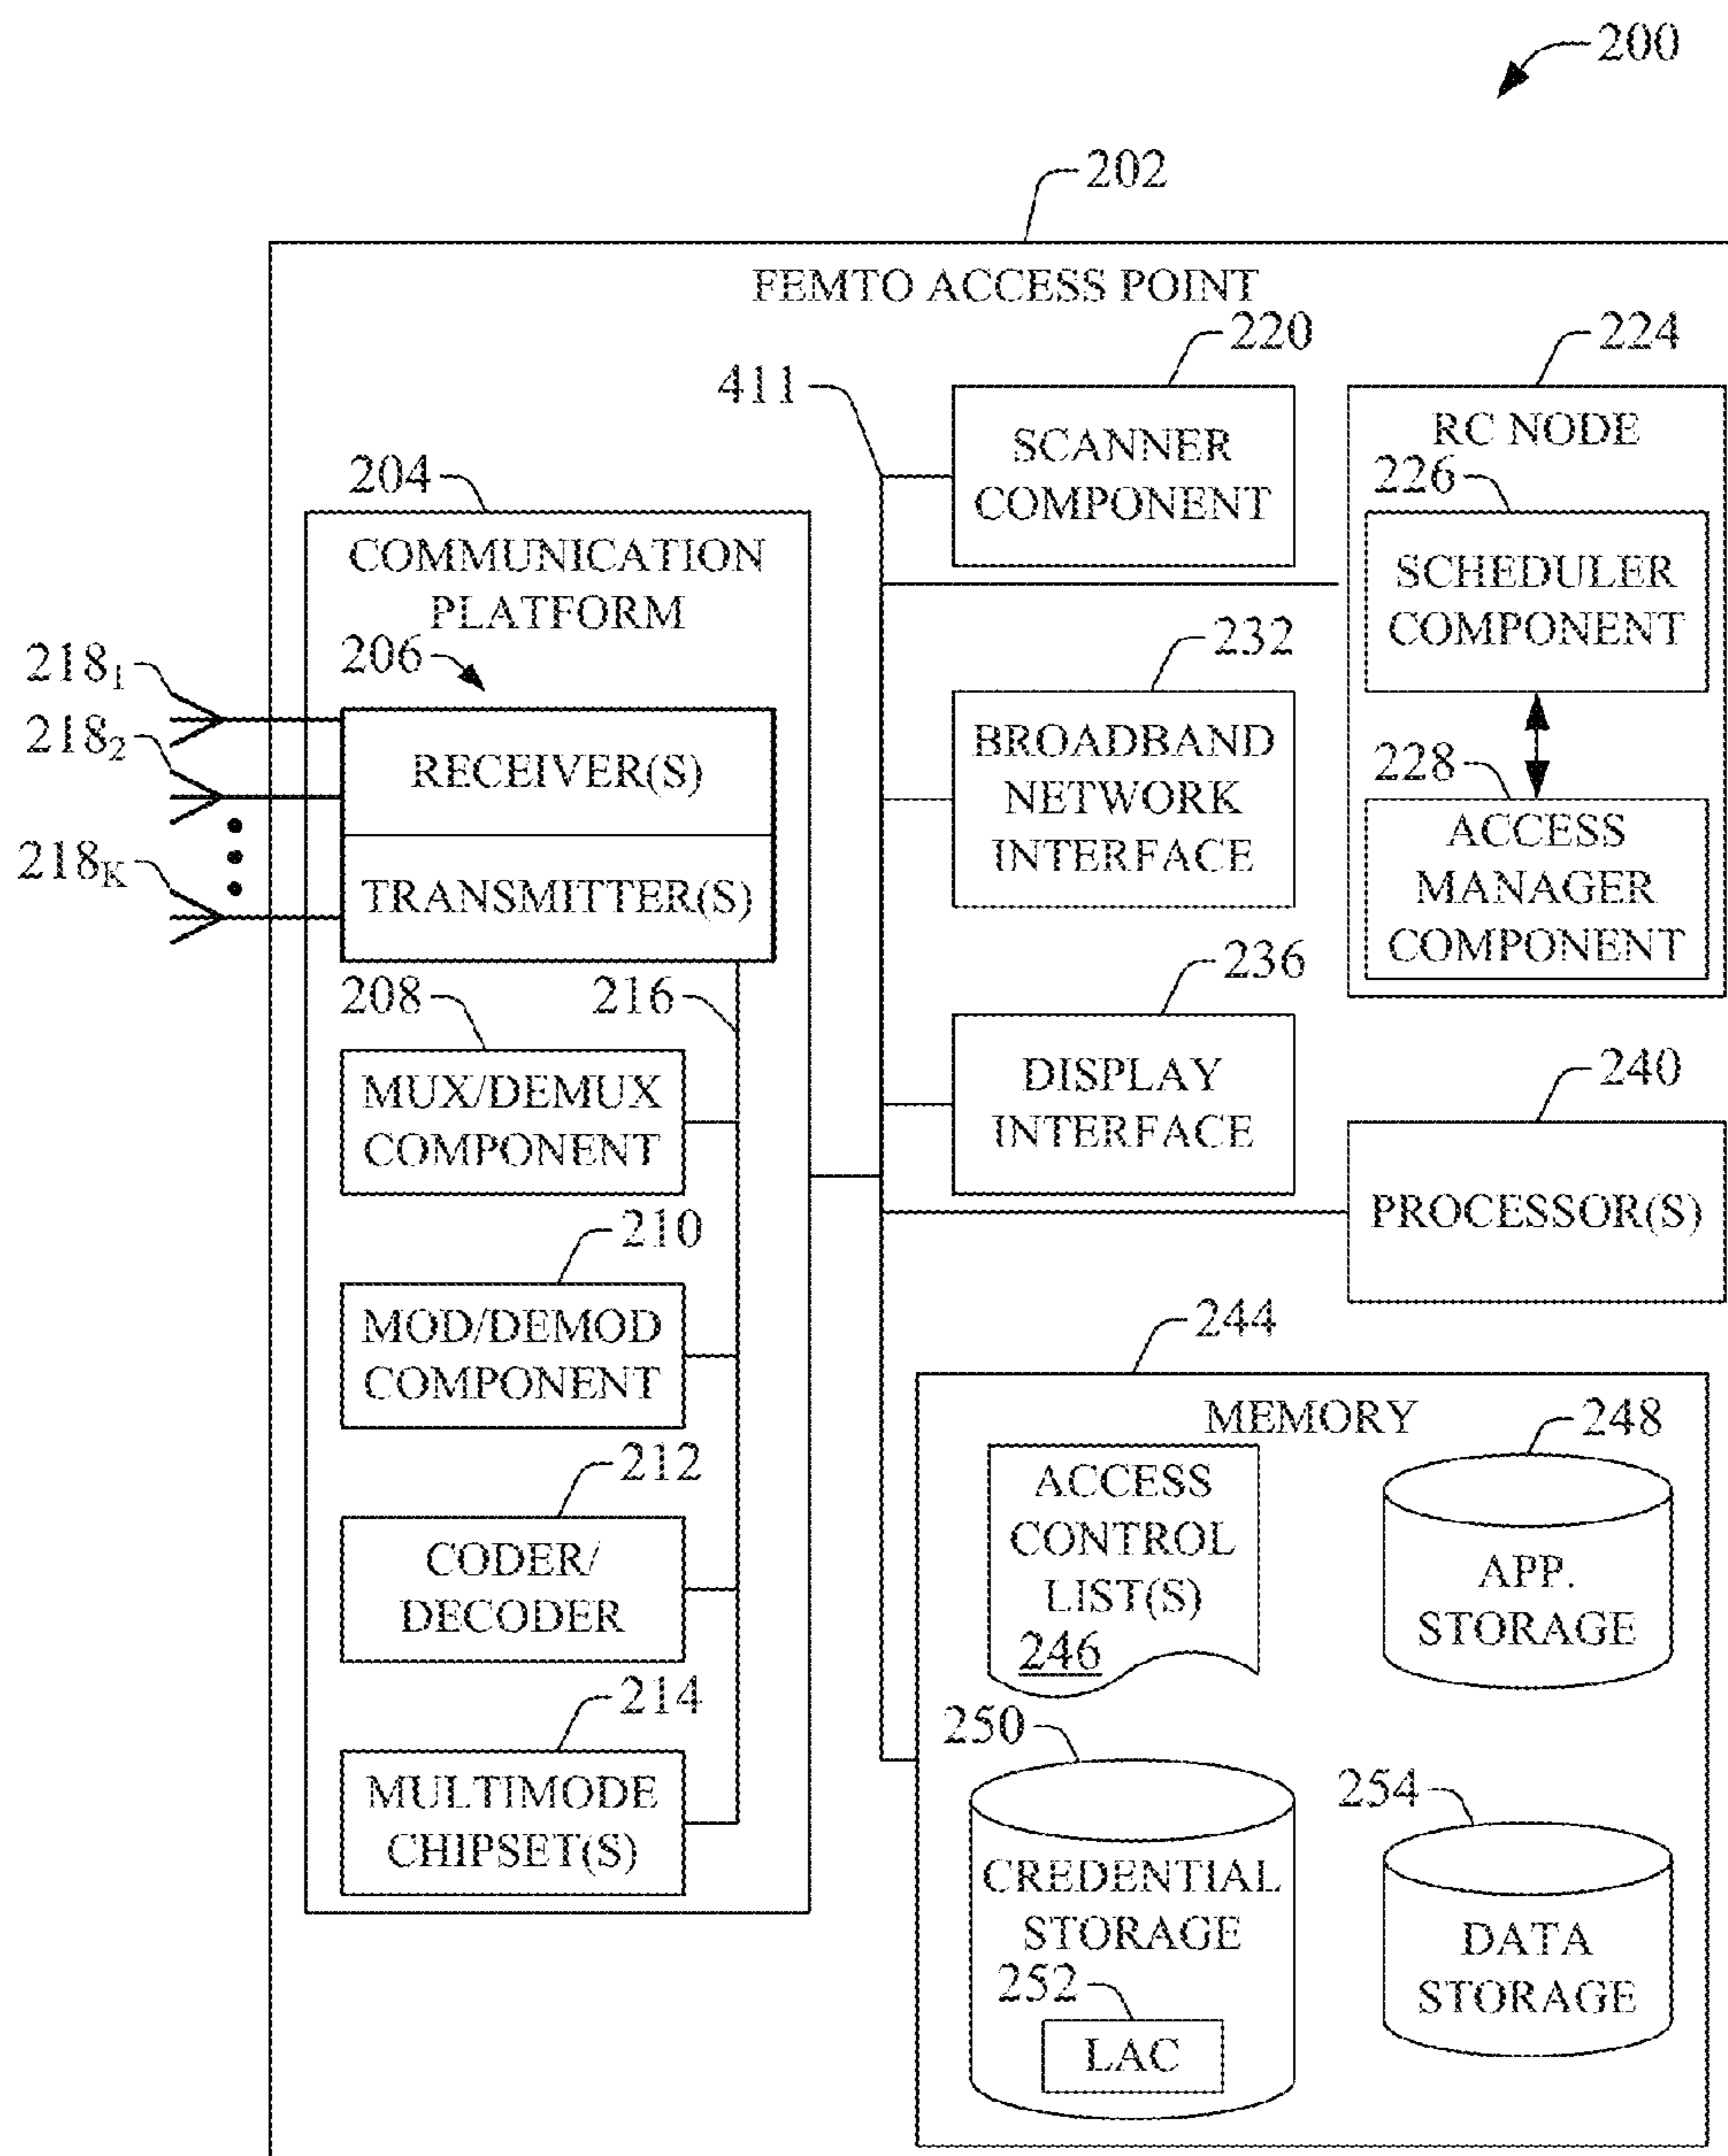 200
202
FEMTO ACCESS POINT
220
224
411
SCANNER
COMPONENT
RC NODE
226
SCHEDULER
COMPONENT
228
ACCESS
MANAGER
COMPONENT
204
COMMUNICATION
PLATFORM
206
218₁
218₂
218K
RECEIVER(S)
TRANSMITTER(S)
232
BROADBAND
NETWORK
INTERFACE
208
216
MUX/DEMUX
COMPONENT
236
DISPLAY
INTERFACE
240
PROCESSOR(S)
210
MOD/DEMOD
COMPONENT
212
CODER/
DECODER
214
MULTIMODE
CHIPSET(S)
244
MEMORY
ACCESS
CONTROL
LIST(S)
246
248
APP.
STORAGE
250
CREDENTIAL
STORAGE
252
LAC
254
DATA
STORAGE